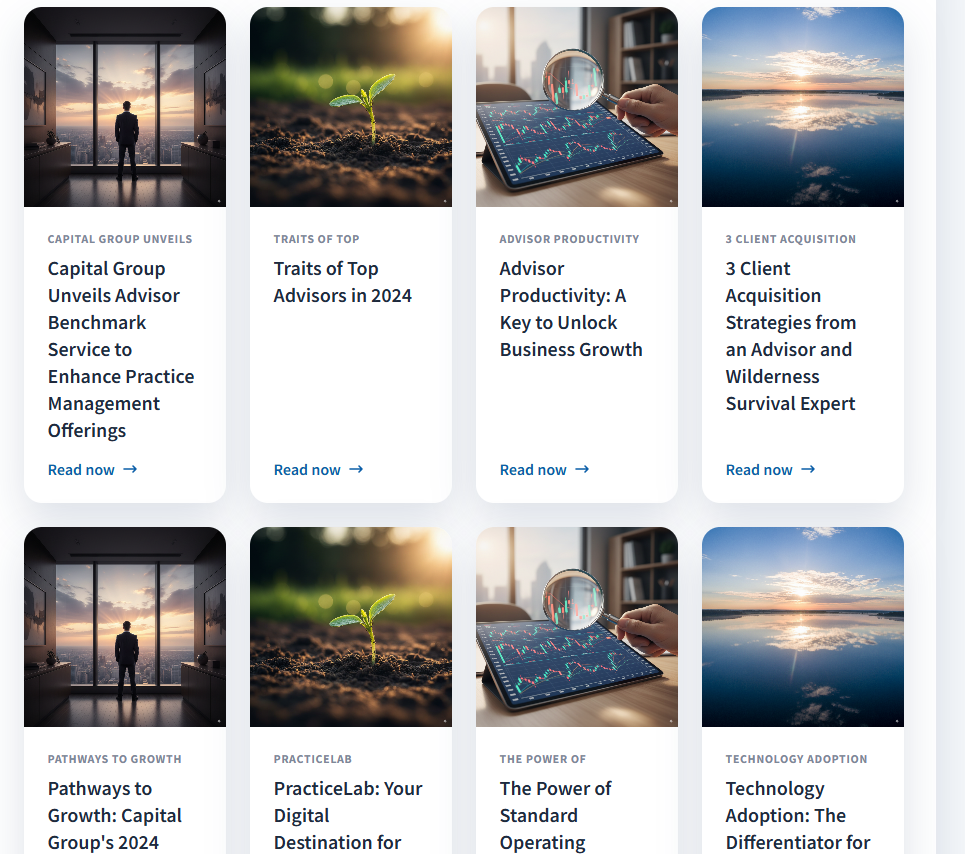 CAPITAL GROUP UNVEILS
Capital Group
Unveils Advisor
Benchmark
Service to
Enhance Practice
Management
Offerings
Read now →
TRAITS OF TOP
Traits of Top
Advisors in 2024
Read now →
ADVISOR PRODUCTIVITY
Advisor
Productivity: A
Key to Unlock
Business Growth
Read now →
3 CLIENT ACQUISITION
3 Client
Acquisition
Strategies from
an Advisor and
Wilderness
Survival Expert
Read now →
PATHWAYS TO GROWTH
Pathways to
Growth: Capital
Group's 2024
PRACTICELAB
PracticeLab: Your
Digital
Destination for
THE POWER OF
The Power of
Standard
Operating
TECHNOLOGY ADOPTION
Technology
Adoption: The
Differentiator for